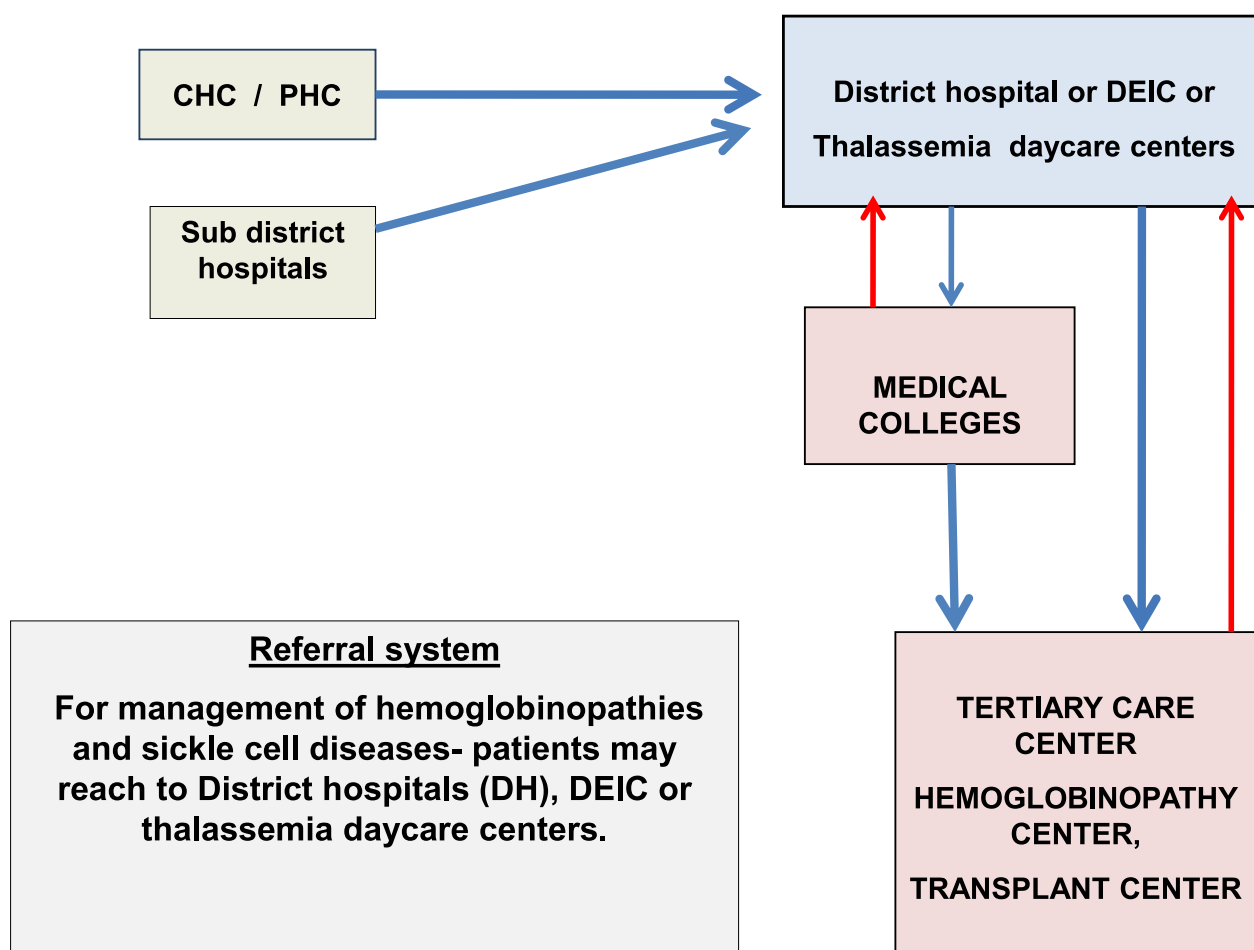 CHC / PHC
District hospital or DEIC or
Thalassemia daycare centers
Sub district
hospitals
MEDICAL
COLLEGES
Referral system
For management of hemoglobinopathies
and sickle cell diseases- patients may
reach to District hospitals (DH), DEIC or
thalassemia daycare centers.
TERTIARY CARE
CENTER
HEMOGLOBINOPATHY
CENTER,
TRANSPLANT CENTER